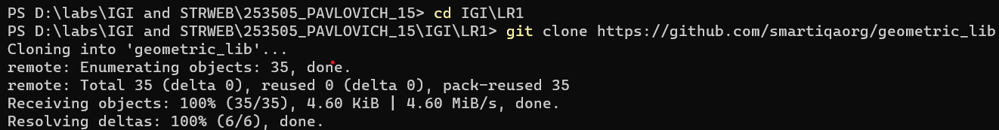 PS D:\labs\IGI and STRWEB\253505_PAVLOVICH_15> cd IGI\LR1
PS D:\labs\IGI and STRWEB\253505_PAVLOVICH_15\IGI\LR1> git clone https://github.com/smartiqaorg/geometric_lib
Cloning into 'geometric_lib'...
remote: Enumerating objects: 35, done.
remote: Total 35 (delta 0), reused 0 (delta 0), pack-reused 35
Receiving objects: 100% (35/35), 4.60 KiB | 4.60 MiB/s, done.
Resolving deltas: 100% (6/6), done.